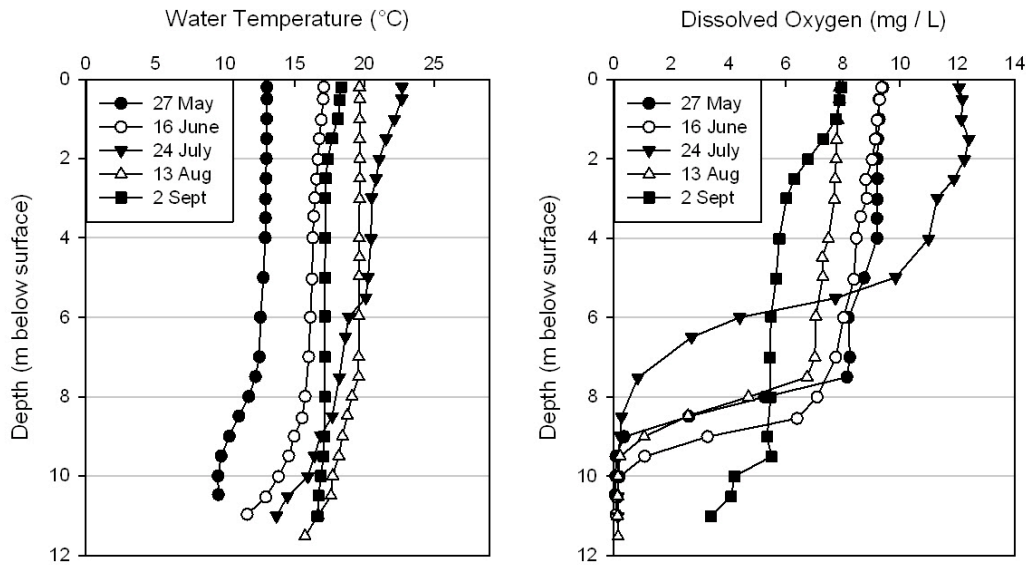 Water Temperature (°C)
0 5 10 15 20 25
0
2
4
6
8
10
12
Depth (m below surface)
27 May
16 June
24 July
13 Aug
2 Sept
Dissolved Oxygen (mg / L)
0 2 4 6 8 10 12 14
0
2
4
6
8
10
12
Depth (m below surface)
27 May
16 June
24 July
13 Aug
2 Sept